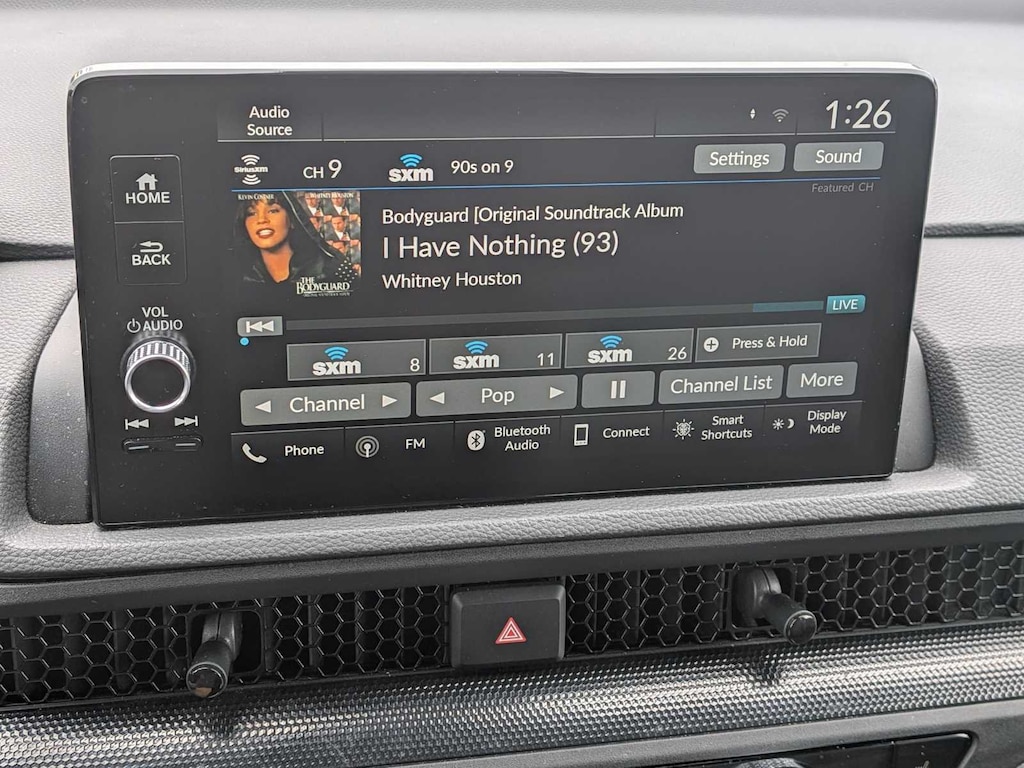 Audio
Source
1:26
HOME
BACK
VOL
AUDIO
SiriusXM
CH 9
sxm
90s on 9
Settings
Sound
Featured CH
KEVIN COSTNER
WHITNEY HOUSTON
THE
BODYGUARD
Bodyguard [Original Soundtrack Album
I Have Nothing (93)
Whitney Houston
LIVE
sxm 8
sxm 11
sxm 26
Press & Hold
Channel
Pop
Channel List
More
Phone
FM
Bluetooth
Audio
Connect
Smart
Shortcuts
Display
Mode